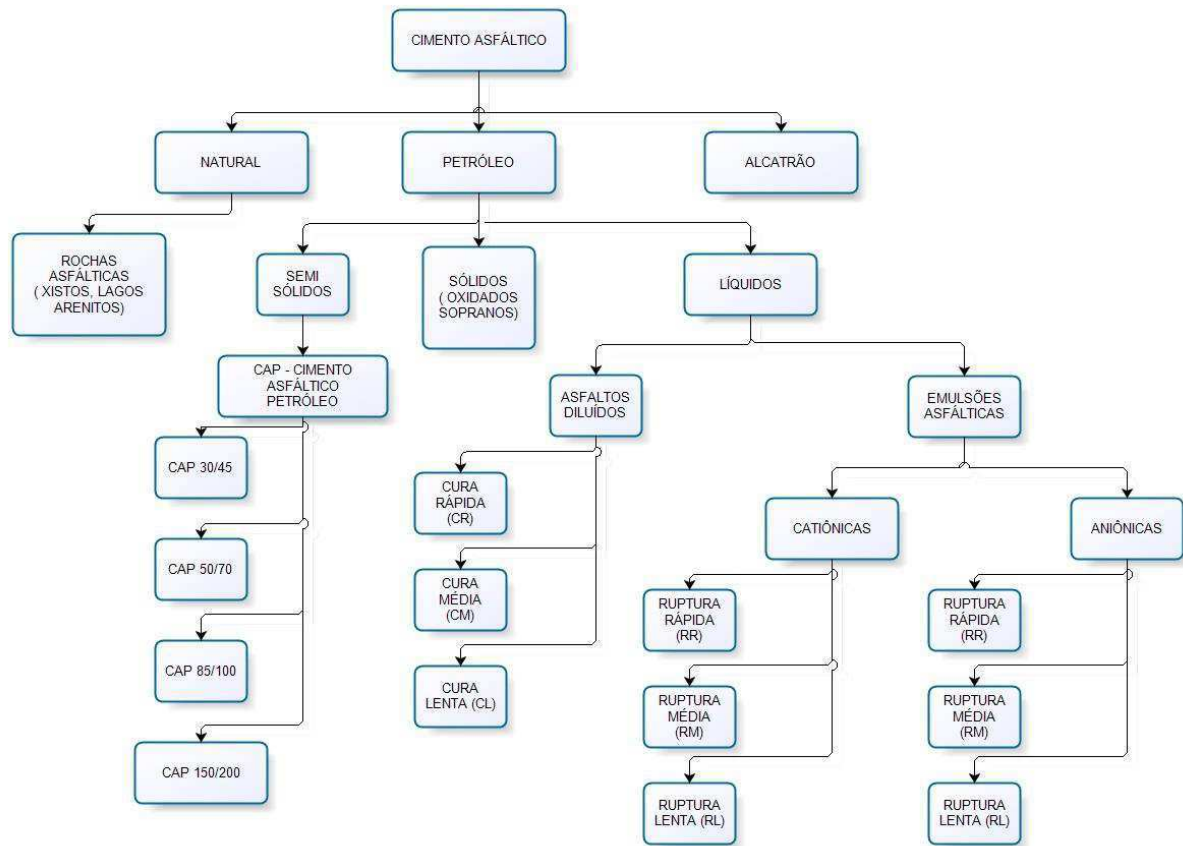 CIMENTO ASFÁLTICO
NATURAL
PETRÓLEO
ALCATRÃO
ROCHAS
ASFÁLTICAS
( XISTOS, LAGOS
ARENITOS)
SEMI
SÓLIDOS
SÓLIDOS
( OXIDADOS
SOPRANOS)
LÍQUIDOS
CAP - CIMENTO
ASFÁLTICO
PETRÓLEO
ASFALTOS
DILUÍDOS
EMULSÕES
ASFÁLTICAS
CAP 30/45
CAP 50/70
CAP 85/100
CAP 150/200
CURA
RÁPIDA
(CR)
CURA
MÉDIA
(CM)
CURA
LENTA (CL)
CATIÔNICAS
ANIÔNICAS
RUPTURA
RÁPIDA
(RR)
RUPTURA
MÉDIA
(RM)
RUPTURA
LENTA (RL)
RUPTURA
RÁPIDA
(RR)
RUPTURA
MÉDIA
(RM)
RUPTURA
LENTA (RL)